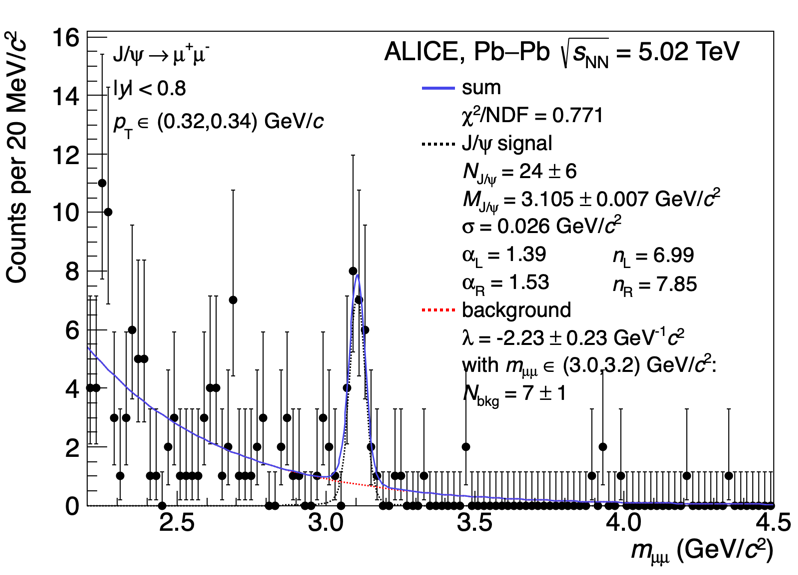 Counts per 20 MeV/c²
16
14
12
10
8
6
4
2
0
J/ψ → μ⁺μ⁻
|y| < 0.8
p_T ∈ (0.32,0.34) GeV/c
ALICE, Pb–Pb √s_NN = 5.02 TeV
sum
χ²/NDF = 0.771
J/ψ signal
N_J/ψ = 24 ± 6
M_J/ψ = 3.105 ± 0.007 GeV/c²
σ = 0.026 GeV/c²
α_L = 1.39 n_L = 6.99
α_R = 1.53 n_R = 7.85
background
λ = -2.23 ± 0.23 GeV⁻¹c²
with m_μμ ∈ (3.0,3.2) GeV/c²:
N_bkg = 7 ± 1
2.5 3.0 3.5 4.0 4.5
m_μμ (GeV/c²)